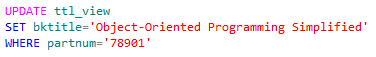 UPDATE ttl_view
SET bktitle='Object-Oriented Programming Simplified'
WHERE partnum='78901'